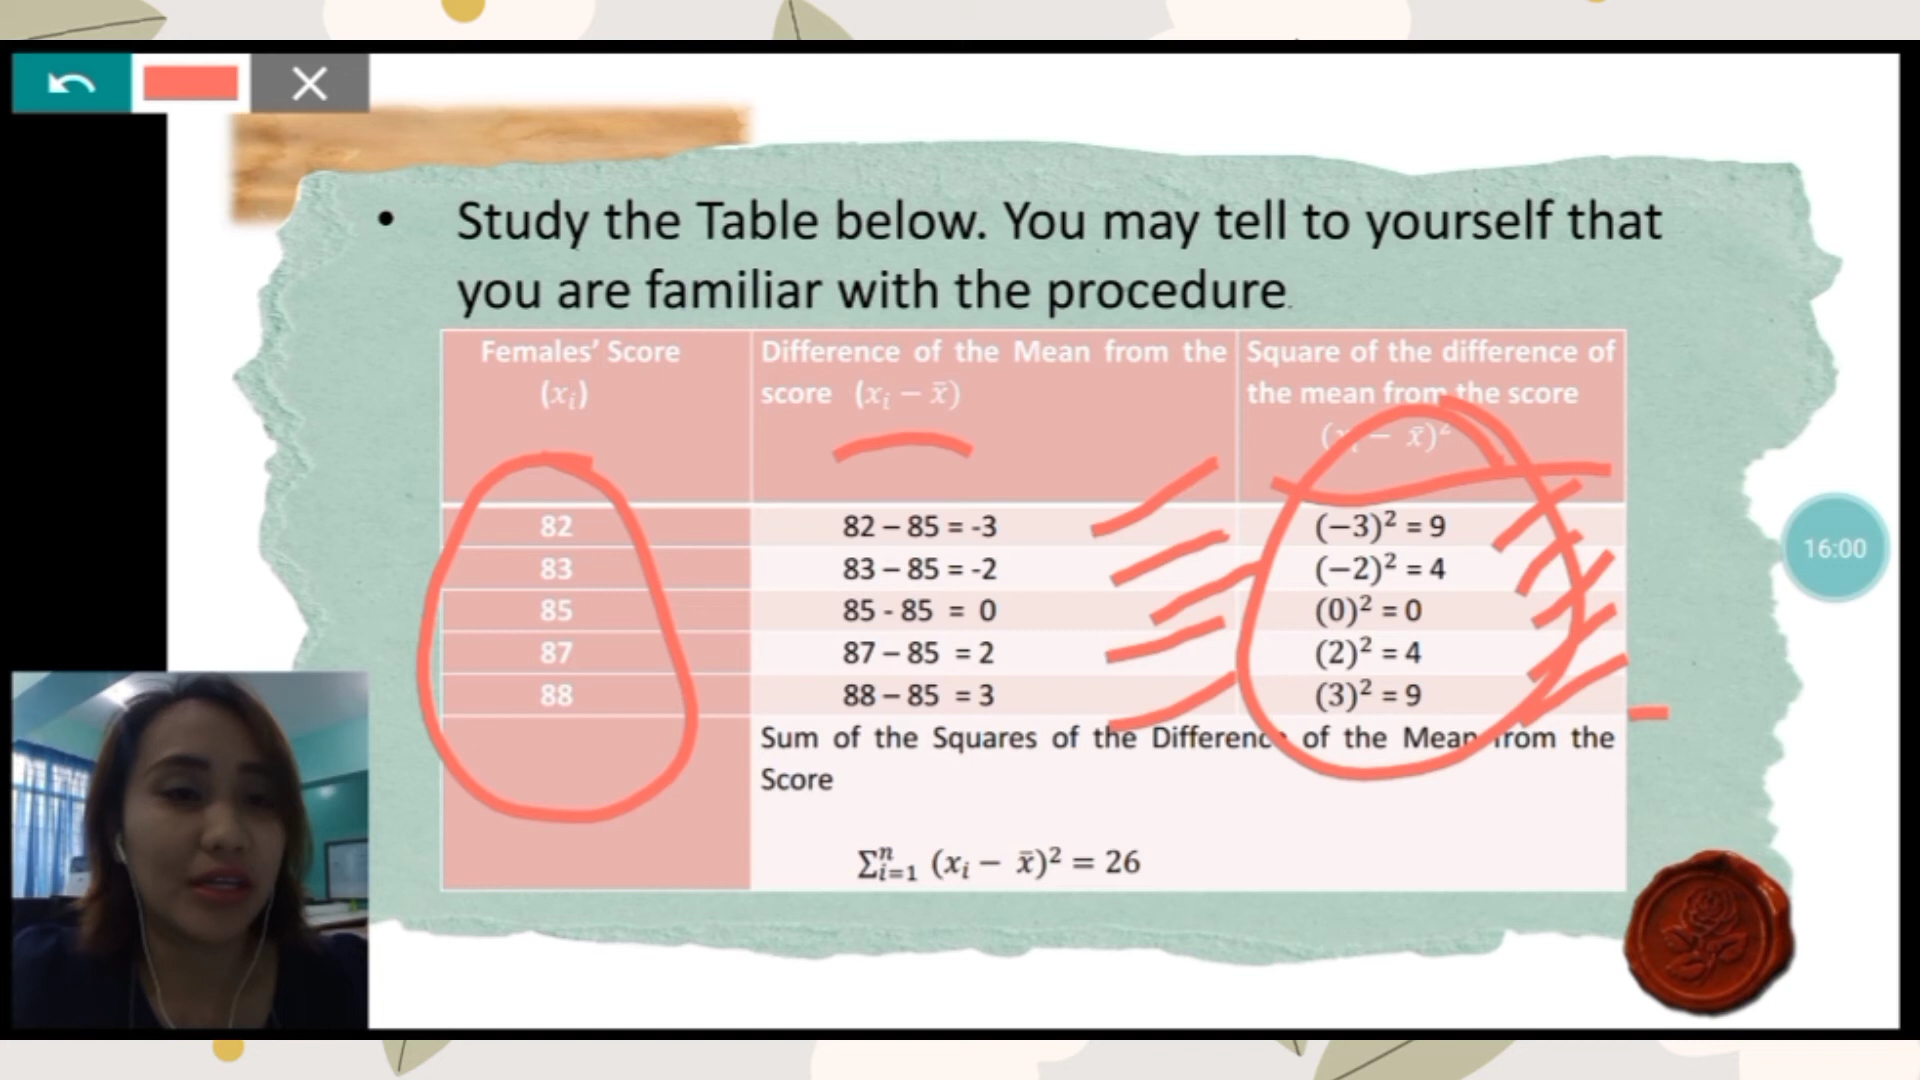 • Study the Table below. You may tell to yourself that
you are familiar with the procedure.
Females’ Score
(xᵢ)
Difference of the Mean from the
score (xᵢ − x̄)
Square of the difference of
the mean from the score
(xᵢ − x̄)²
82 82 – 85 = -3 (−3)² = 9
83 83 – 85 = -2 (−2)² = 4
85 85 - 85 = 0 (0)² = 0
87 87 – 85 = 2 (2)² = 4
88 88 – 85 = 3 (3)² = 9
Sum of the Squares of the Difference of the Mean from the
Score
∑ⁿᵢ₌₁ (xᵢ − x̄)² = 26
16:00